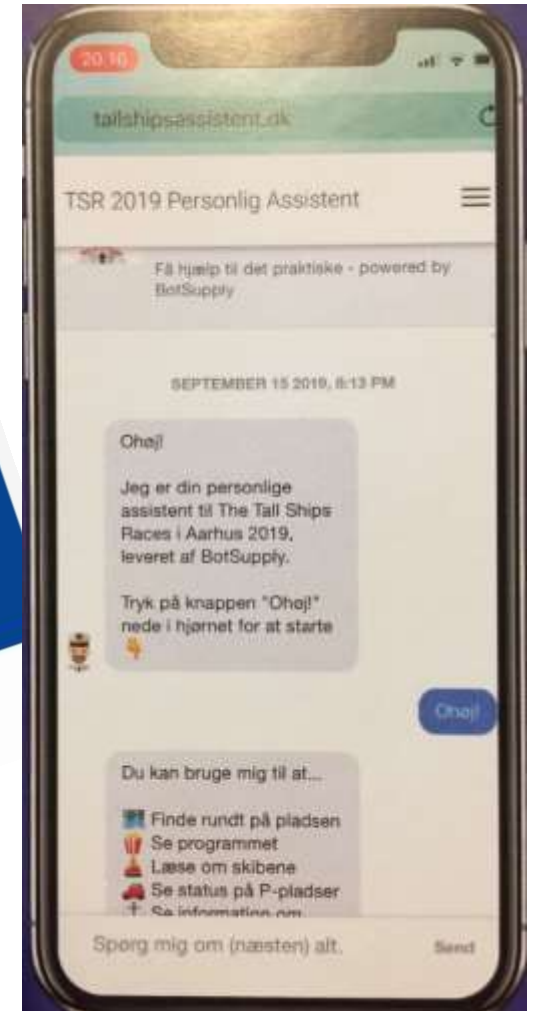 20.16
tallshipsassistent.dk
TSR 2019 Personlig Assistent
Få hjælp til det praktiske - powered by
BotSupply
SEPTEMBER 15 2019, 8:13 PM
Ohøj!
Jeg er din personlige
assistent til The Tall Ships
Races i Aarhus 2019,
leveret af BotSupply.
Tryk på knappen "Ohøj!"
nede i hjørnet for at starte
Ohøj!
Du kan bruge mig til at...
Finde rundt på pladsen
Se programmet
Læse om skibene
Se status på P-pladser
Se information om
Spørg mig om (næsten) alt.
Send